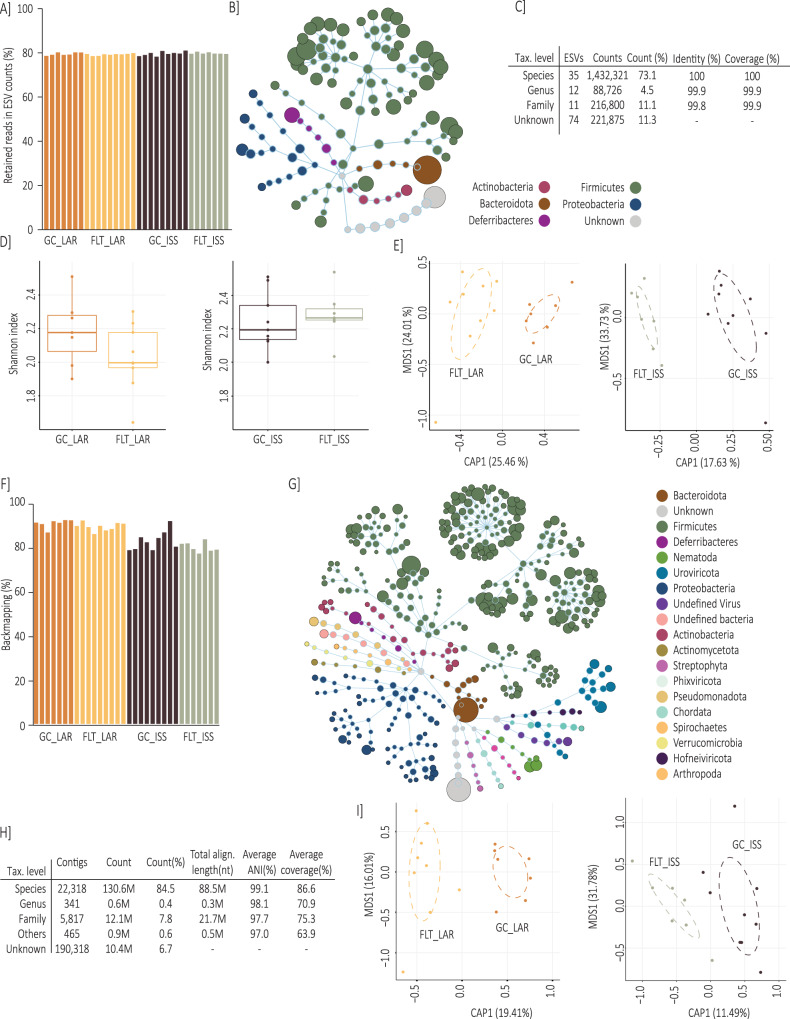 A]
Retained reads in ESV counts (%)
100
80
60
40
20
0
GC_LAR FLT_LAR GC_ISS FLT_ISS
B]
Actinobacteria
Bacteroidota
Deferribacteres
Firmicutes
Proteobacteria
Unknown
C]
Tax. level ESVs Counts Count (%) Identity (%) Coverage (%)
Species 35 1,432,321 73.1 100 100
Genus 12 88,726 4.5 99.9 99.9
Family 11 216,800 11.1 99.8 99.9
Unknown 74 221,875 11.3 - -
D]
Shannon index
2.4
2.2
2.0
1.8
GC_LAR FLT_LAR
Shannon index
2.4
2.2
2.0
1.8
GC_ISS FLT_ISS
E]
MDS1 (24.01 %)
0.5
0.0
−0.5
−1.0
FLT_LAR
GC_LAR
−0.4 0.0 0.4
CAP1 (25.46 %)
MDS1 (33.73 %)
0.5
0.0
−0.5
FLT_ISS
GC_ISS
−0.25 0.00 0.25 0.50
CAP1 (17.63 %)
F]
Backmapping (%)
100
80
60
40
20
0
GC_LAR FLT_LAR GC_ISS FLT_ISS
G]
Bacteroidota
Unknown
Firmicutes
Deferribacteres
Nematoda
Uroviricota
Proteobacteria
Undefined Virus
Undefined bacteria
Actinobacteria
Actinomycetota
Streptophyta
Phixviricota
Pseudomonadota
Chordata
Spirochaetes
Verrucomicrobia
Hofneiviricota
Arthropoda
H]
Tax. level Contigs Count Count(%) Total align. length(nt) Average ANI(%) Average coverage(%)
Species 22,318 130.6M 84.5 88.5M 99.1 86.6
Genus 341 0.6M 0.4 0.3M 98.1 70.9
Family 5,817 12.1M 7.8 21.7M 97.7 75.3
Others 465 0.9M 0.6 0.5M 97.0 63.9
Unknown 190,318 10.4M 6.7 - - -
I]
MDS1 (16.01%)
0.5
0.0
−0.5
−1.0
FLT_LAR
GC_LAR
−0.5 0.0 0.5 1.0
CAP1 (19.41%)
MDS1 (31.78%)
1.0
0.5
0.0
−0.5
FLT_ISS
GC_ISS
−1.0 −0.5 0.0 0.5 1.0
CAP1 (11.49%)